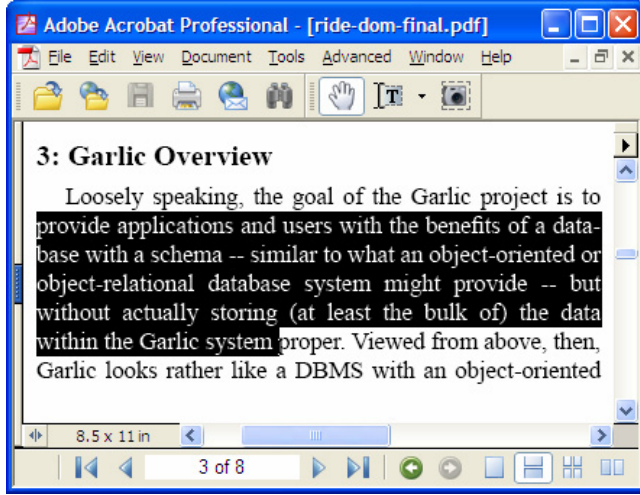 Adobe Acrobat Professional - [ride-dom-final.pdf]
File Edit View Document Tools Advanced Window Help
T
3: Garlic Overview
Loosely speaking, the goal of the Garlic project is to
provide applications and users with the benefits of a data-
base with a schema -- similar to what an object-oriented or
object-relational database system might provide -- but
without actually storing (at least the bulk of) the data
within the Garlic system proper. Viewed from above, then,
Garlic looks rather like a DBMS with an object-oriented
8.5 x 11 in
3 of 8